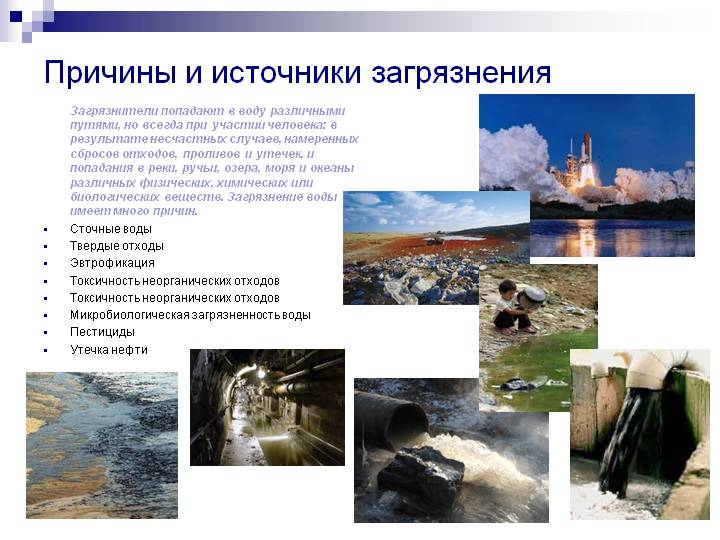 Причины и источники загрязнения
Загрязнители попадают в воду различными
путями, но всегда при участии человека: в
результате несчастных случаев, намеренных
сбросов отходов, проливов и утечек, и
попадания в реки, ручьи, озера, моря и океаны
различных физических, химических или
биологических веществ. Загрязнение воды
имеет много причин.
▪ Сточные воды
▪ Твердые отходы
▪ Эвтрофикация
▪ Токсичность неорганических отходов
▪ Токсичность неорганических отходов
▪ Микробиологическая загрязненность воды
▪ Пестициды
▪ Утечка нефти